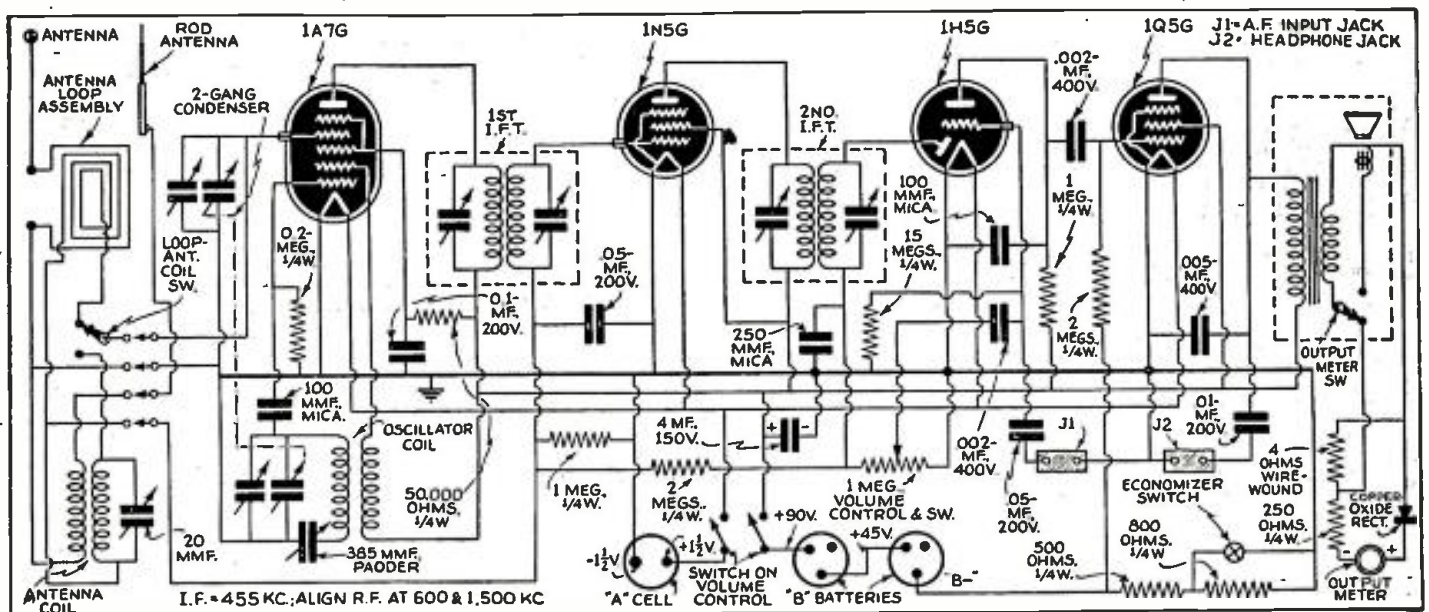 ANTENNA
ROD
ANTENNA
1A7G
1N5G
1H5G
1Q5G
J1=A.F. INPUT JACK
J2= HEADPHONE JACK
ANTENNA
LOOP
ASSEMBLY
2-GANG
CONDENSER
1ST
I.F.T.
2NO.
I.F.T.
.002-
MF.,
400V.
100
MMF.,
MICA.
1
MEG.,
1/4W.
15
MEGS.,
1/4W.
LOOP-
ANT.
COIL
SW.
0.2-
MEG.,
1/4W.
.05-
MF.,
200V.
0.1-
MF.,
200V.
250
MMF.,
MICA
2
MEGS.,
1/4W.
.005-
MF.,
400V.
OUTPUT
METER
SW
100
MMF.,
MICA.
OSCILLATOR
COIL
4 MF.,
150V.
+
-
.002-
MF.,
400V.
J1
J2
.01-
MF.,
200V.
4
OHMS
WIRE-
WOUND
50,000
OHMS,
1/4W
1 MEG.,
1/4W.
2
MEGS.,
1/4W.
1 MEG.
VOLUME
CONTROL & SW.
.05-
MF.,
200V.
ECONOMIZER
SWITCH
COPPER
OXIDE
RECT.
250
OHMS.
1/4W.
20
MMF.
385 MMF.
PADDER
-1½V.
+1½V.
+90V.
+45V.
B-"
500
OHMS.
1/4W.
800
OHMS.
1/4W
-
+
ANTENNA
COIL
I.F.=455 KC.; ALIGN R.F. AT 600 & 1,500 KC
"A" CELL
SWITCH ON
VOLUME
CONTROL
"B" BATTERIES
OUTPUT
METER